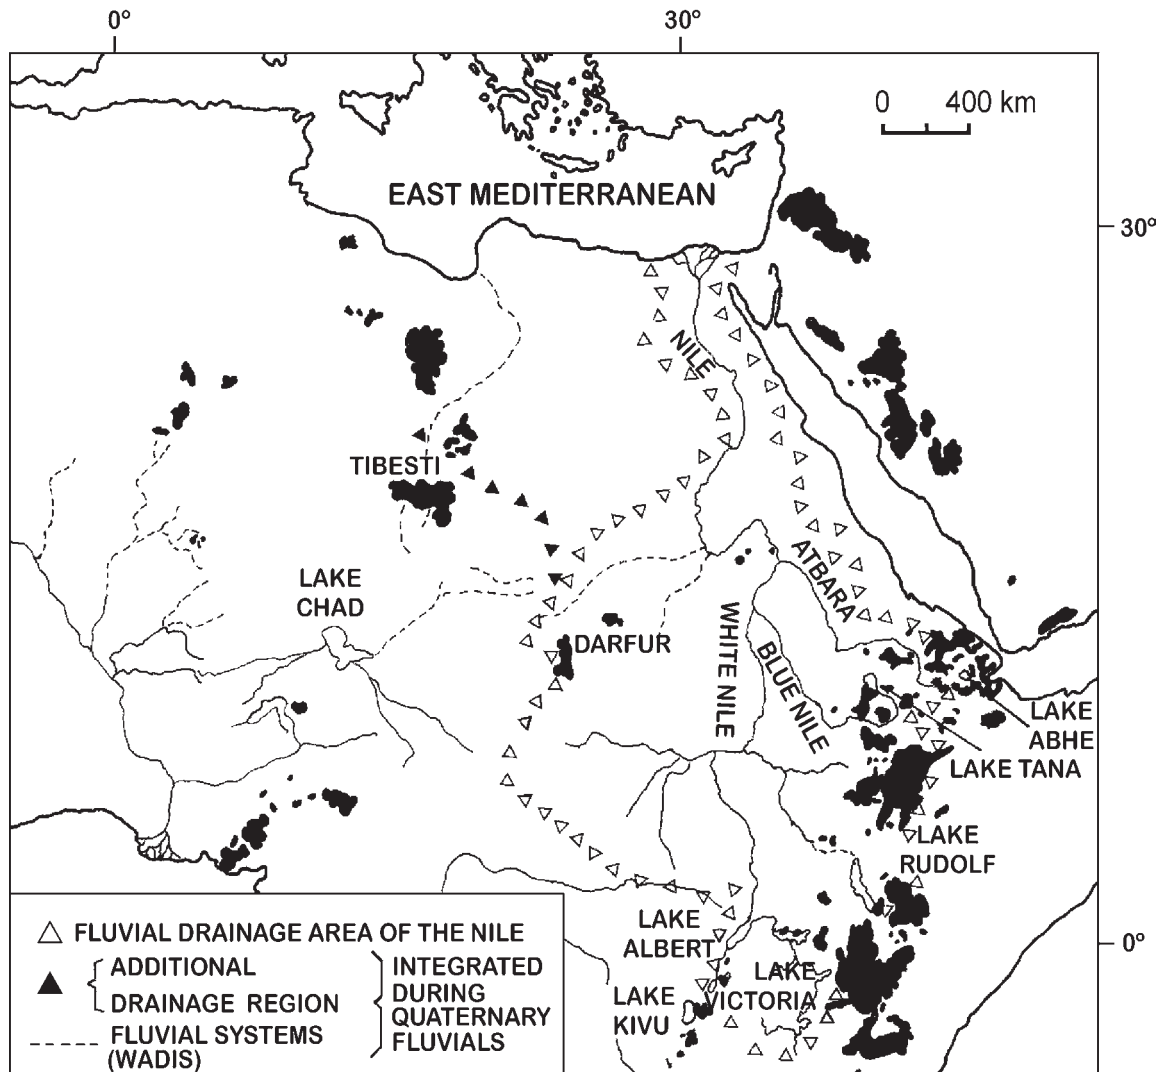 0°
30°
0
400 km
EAST MEDITERRANEAN
30°
NILE
TIBESTI
ATBARA
LAKE
CHAD
DARFUR
WHITE NILE
BLUE NILE
LAKE
ABHE
LAKE TANA
LAKE
RUDOLF
LAKE
ALBERT
0°
LAKE
VICTORIA
LAKE
KIVU
FLUVIAL DRAINAGE AREA OF THE NILE
ADDITIONAL
DRAINAGE REGION
FLUVIAL SYSTEMS
(WADIS)
INTEGRATED
DURING
QUATERNARY
FLUVIALS